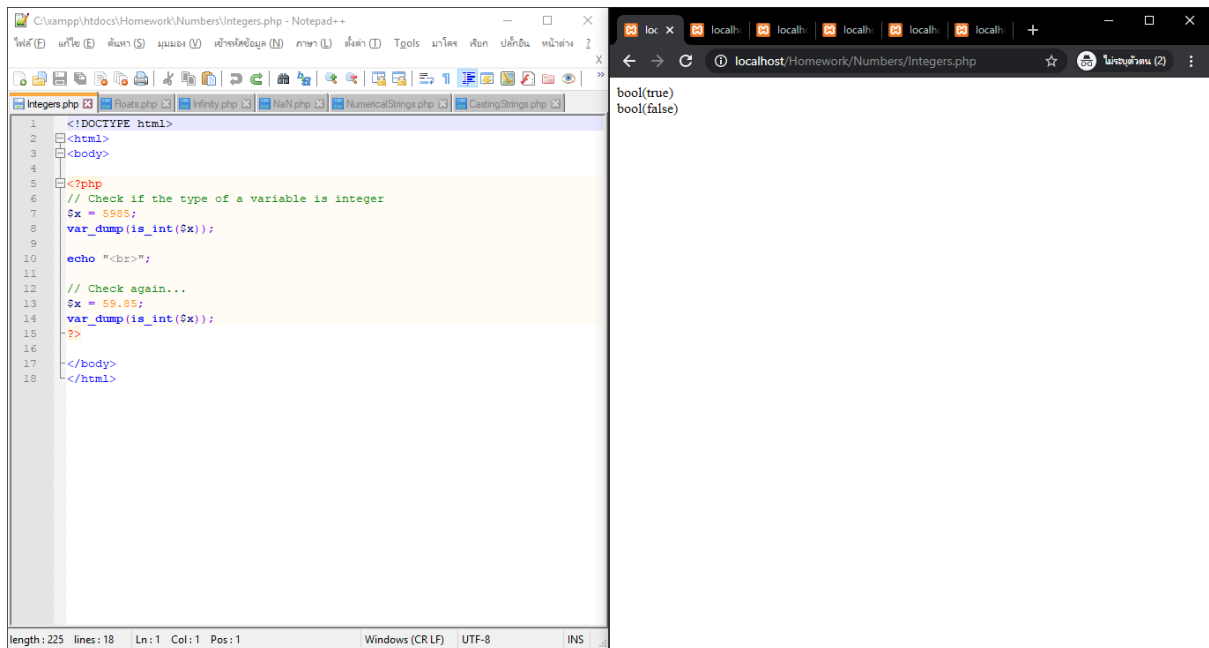 C:\xampp\htdocs\Homework\Numbers\Integers.php - Notepad++
ไฟล์ (F) แก้ไข (E) ค้นหา (S) มุมมอง (V) เข้ารหัสข้อมูล (N) ภาษา (L) ตั้งค่า (T) Tools มาโคร เรียก ปลั๊กอิน หน้าต่าง ?
X
Integers.php Floats.php Infinity.php NaN.php NumericalStrings.php CastingStrings.php
1 <!DOCTYPE html>
2 <html>
3 <body>
4
5 <?php
6 // Check if the type of a variable is integer
7 $x = 5985;
8 var_dump(is_int($x));
9
10 echo "<br>";
11
12 // Check again...
13 $x = 59.85;
14 var_dump(is_int($x));
15 ?>
16
17 </body>
18 </html>
length : 225 lines : 18 Ln : 1 Col : 1 Pos : 1 Windows (CR LF) UTF-8 INS
loc localh localh localh localh localh
localhost/Homework/Numbers/Integers.php ไม่ระบุตัวตน (2)
bool(true)
bool(false)